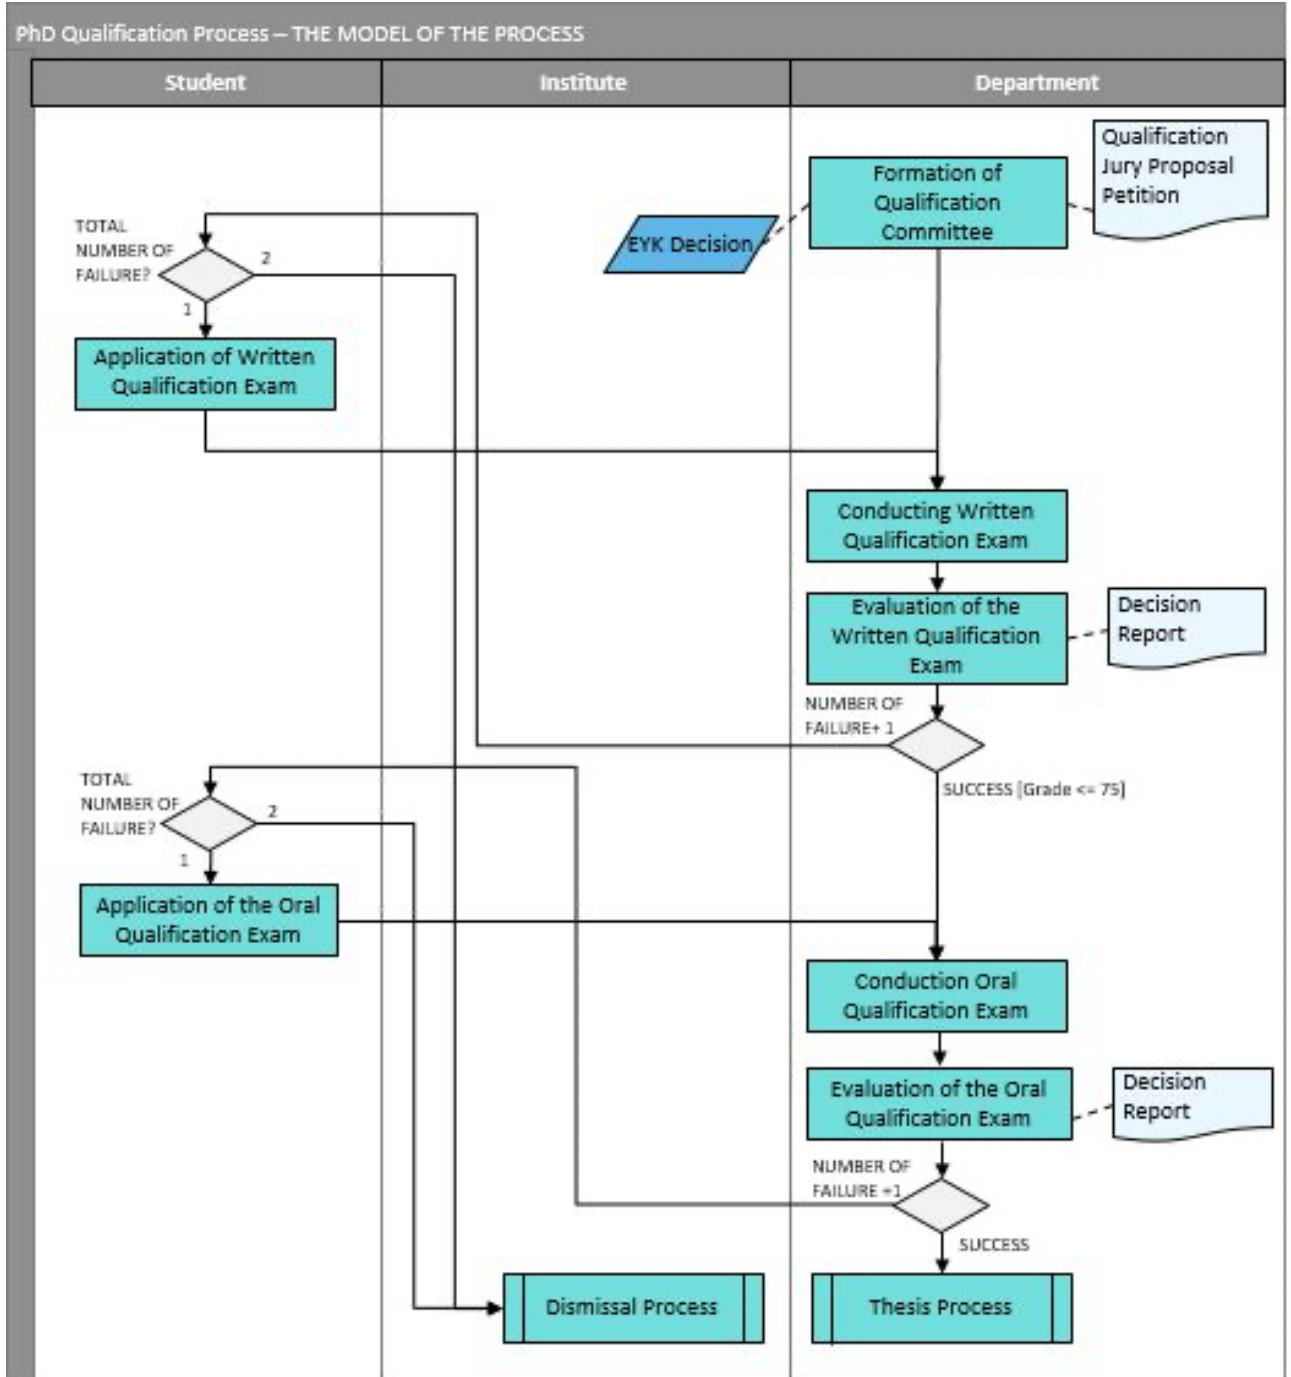 PhD Qualification Process – THE MODEL OF THE PROCESS
Student
Institute
Department
Qualification
Jury Proposal
Petition
Formation of
Qualification
Committee
EYK Decision
TOTAL
NUMBER OF
FAILURE?
2
1
Application of Written
Qualification Exam
Conducting Written
Qualification Exam
Evaluation of the
Written Qualification
Exam
Decision
Report
NUMBER OF
FAILURE+ 1
SUCCESS [Grade <= 75]
TOTAL
NUMBER OF
FAILURE?
2
1
Application of the Oral
Qualification Exam
Conduction Oral
Qualification Exam
Evaluation of the Oral
Qualification Exam
Decision
Report
NUMBER OF
FAILURE +1
SUCCESS
Dismissal Process
Thesis Process